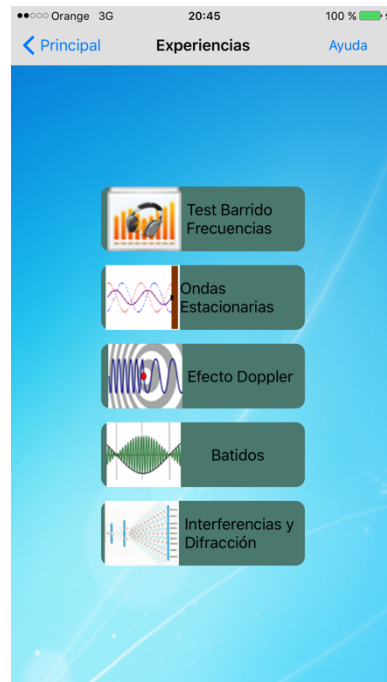 Orange 3G 20:45 100 %
Principal Experiencias Ayuda
Test Barrido
Frecuencias
Ondas
Estacionarias
Efecto Doppler
Batidos
Interferencias y
Difracción